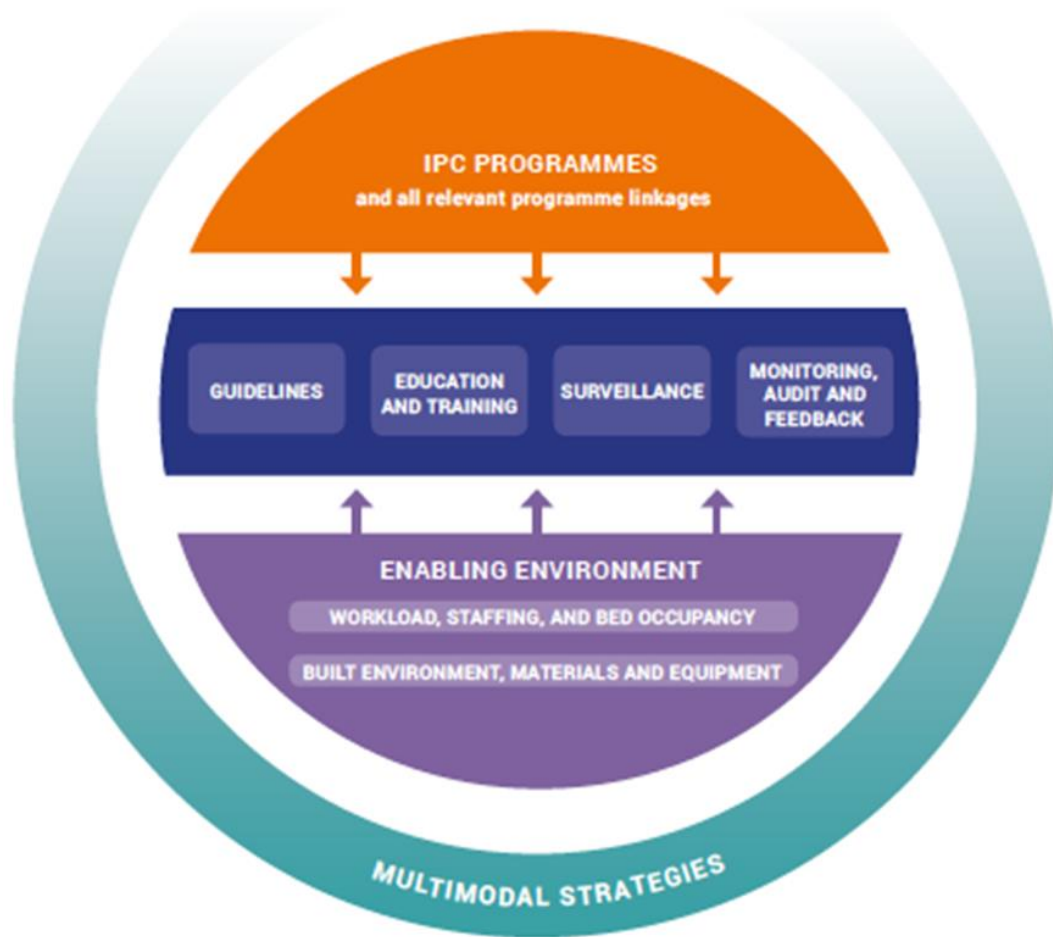 IPC PROGRAMMES
and all relevant programme linkages
GUIDELINES
EDUCATION
AND TRAINING
SURVEILLANCE
MONITORING,
AUDIT AND
FEEDBACK
ENABLING ENVIRONMENT
WORKLOAD, STAFFING, AND BED OCCUPANCY
BUILT ENVIRONMENT, MATERIALS AND EQUIPMENT
MULTIMODAL STRATEGIES